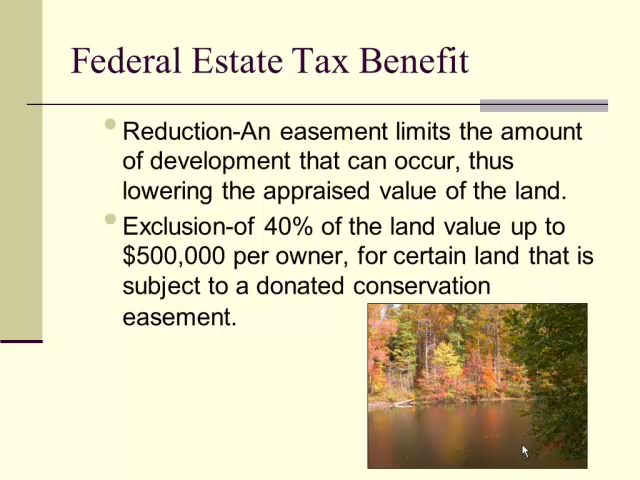 Federal Estate Tax Benefit
Reduction-An easement limits the amount
of development that can occur, thus
lowering the appraised value of the land.
Exclusion-of 40% of the land value up to
$500,000 per owner, for certain land that is
subject to a donated conservation
easement.